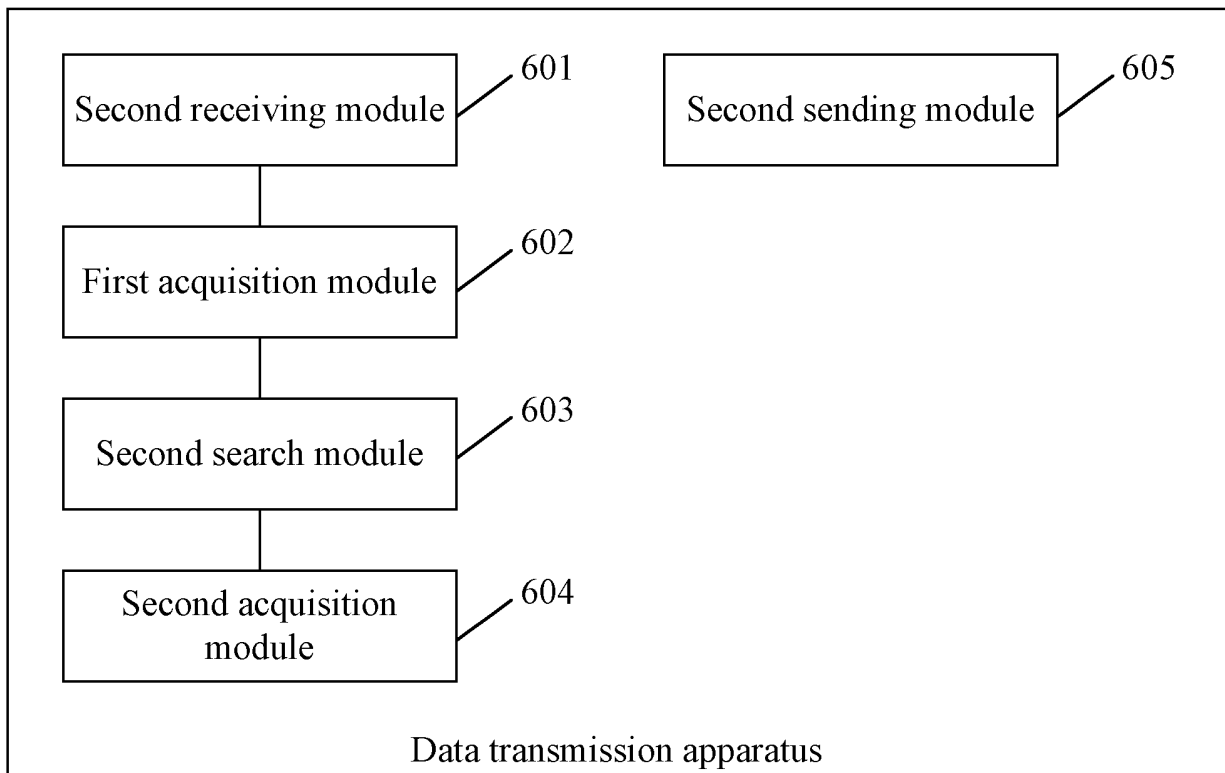 601
Second receiving module
605
Second sending module
602
First acquisition module
603
Second search module
604
Second acquisition
module
Data transmission apparatus